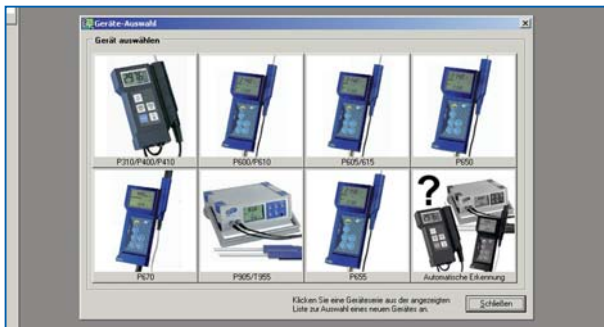 Geräte-Auswahl
Gerät auswählen
P310/P400/P410
P600/P610
P605/615
P650
P670
P905/T955
P655
?
Automatische Erkennung
Klicken Sie eine Geräteserie aus der angezeigten
Liste zur Auswahl eines neuen Gerätes an.
Schließen